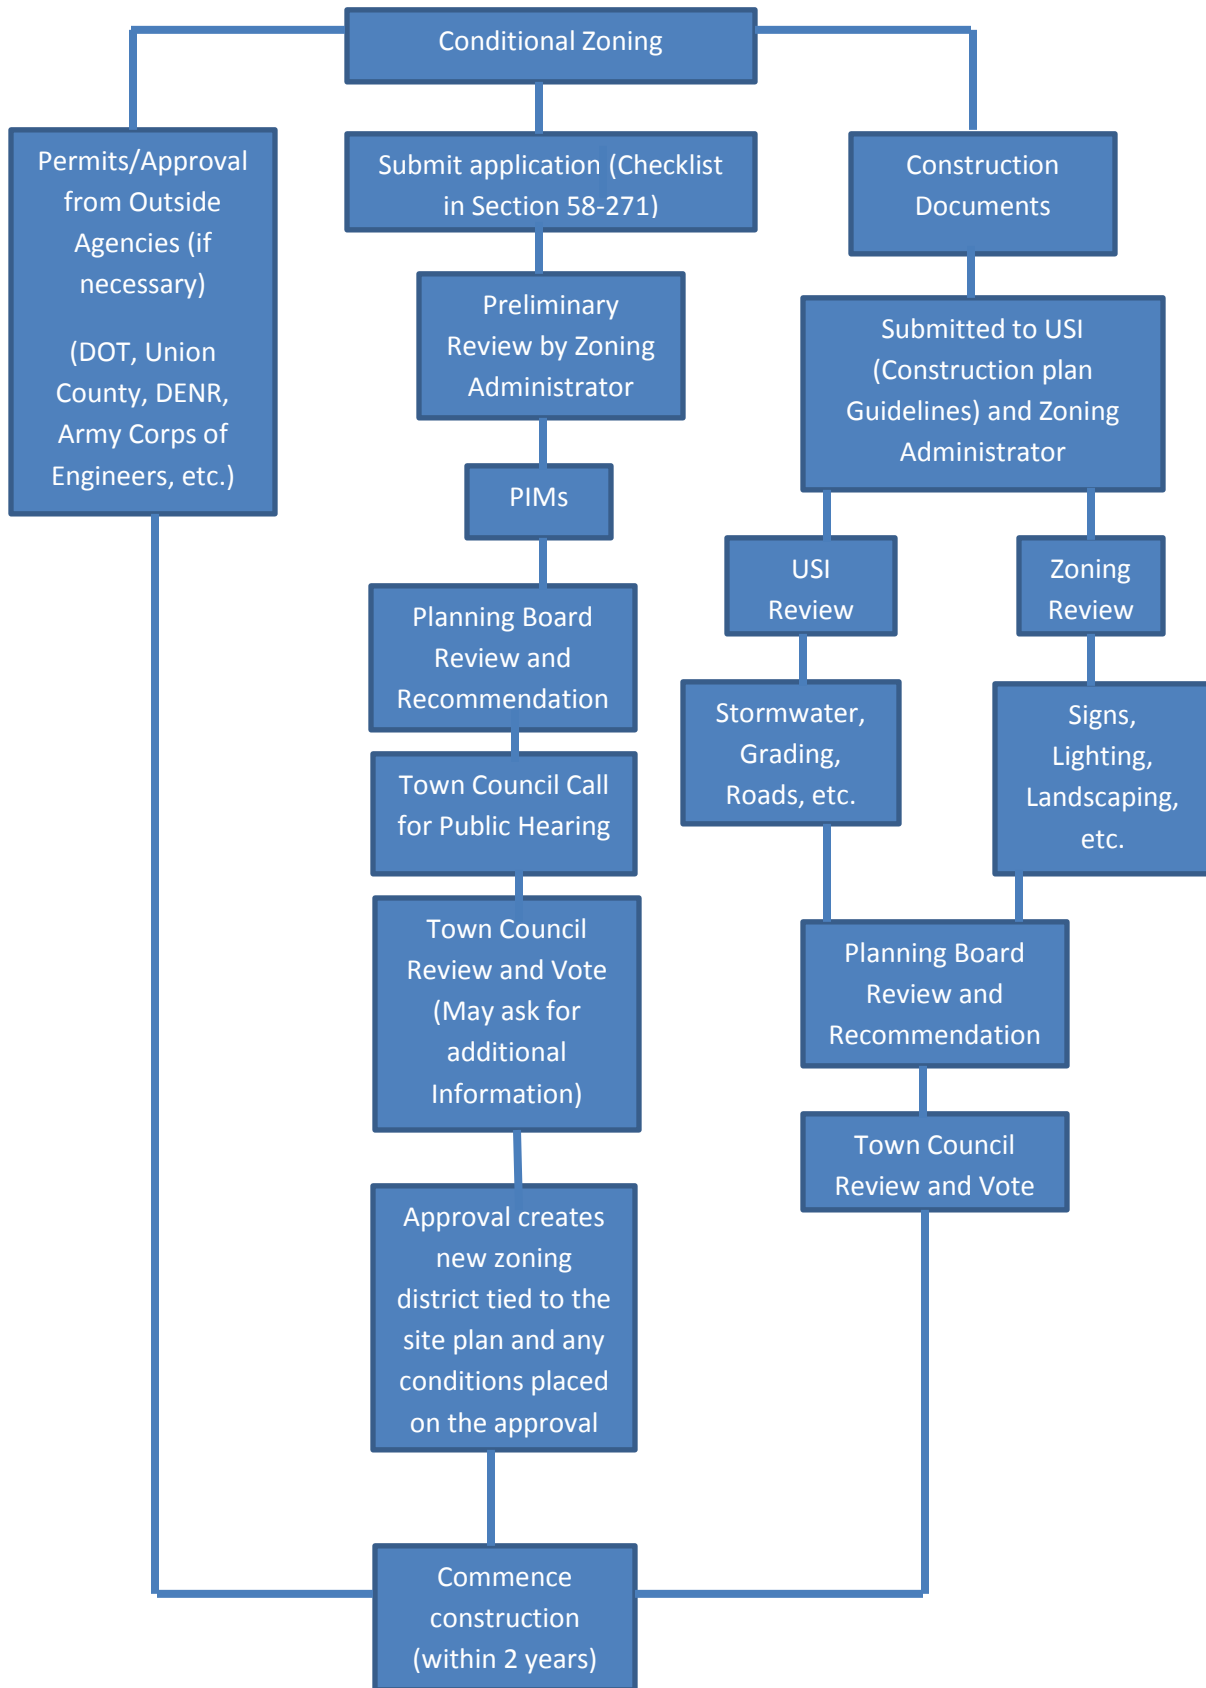 Conditional Zoning
Permits/Approval
from Outside
Agencies (if
necessary)
(DOT, Union
County, DENR,
Army Corps of
Engineers, etc.)
Submit application (Checklist
in Section 58-271)
Preliminary
Review by Zoning
Administrator
PIMs
Planning Board
Review and
Recommendation
Town Council Call
for Public Hearing
Town Council
Review and Vote
(May ask for
additional
Information)
Approval creates
new zoning
district tied to the
site plan and any
conditions placed
on the approval
Construction
Documents
Submitted to USI
(Construction plan
Guidelines) and Zoning
Administrator
USI
Review
Zoning
Review
Stormwater,
Grading,
Roads, etc.
Signs,
Lighting,
Landscaping,
etc.
Planning Board
Review and
Recommendation
Town Council
Review and Vote
Commence
construction
(within 2 years)